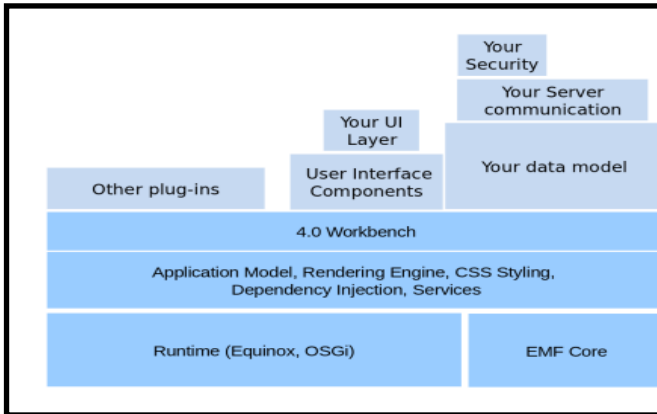 Your
Security
Your Server
communication
Your UI
Layer
Your data model
User Interface
Components
Other plug-ins
4.0 Workbench
Application Model, Rendering Engine, CSS Styling,
Dependency Injection, Services
Runtime (Equinox, OSGi)
EMF Core